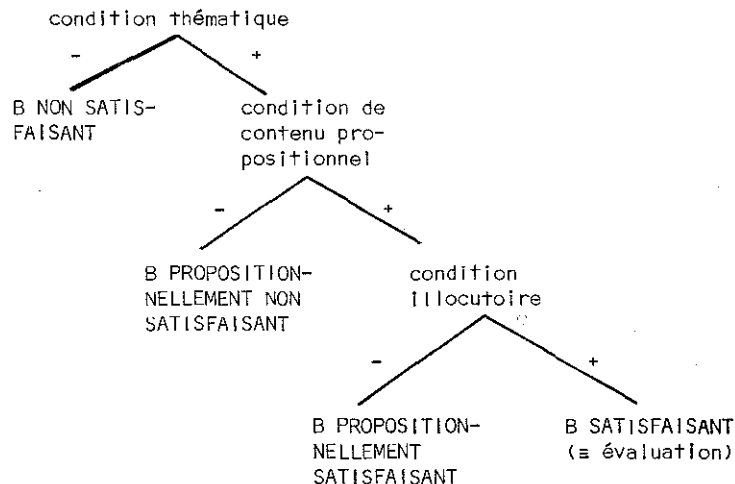 condition thématique
- +
B NON SATIS-
FAISANT
condition de
contenu pro-
positionnel
- +
B PROPOSITION-
NELLEMENT NON
SATISFAISANT
condition
illocutoire
- +
B PROPOSITION-
NELLEMENT
SATISFAISANT
B SATISFAISANT
(≡ évaluation)